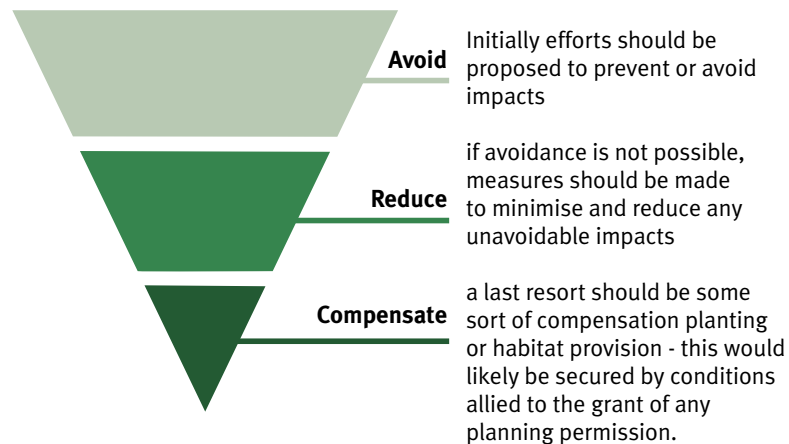 Avoid
Initially efforts should be
proposed to prevent or avoid
impacts
Reduce
if avoidance is not possible,
measures should be made
to minimise and reduce any
unavoidable impacts
Compensate
a last resort should be some
sort of compensation planting
or habitat provision - this would
likely be secured by conditions
allied to the grant of any
planning permission.